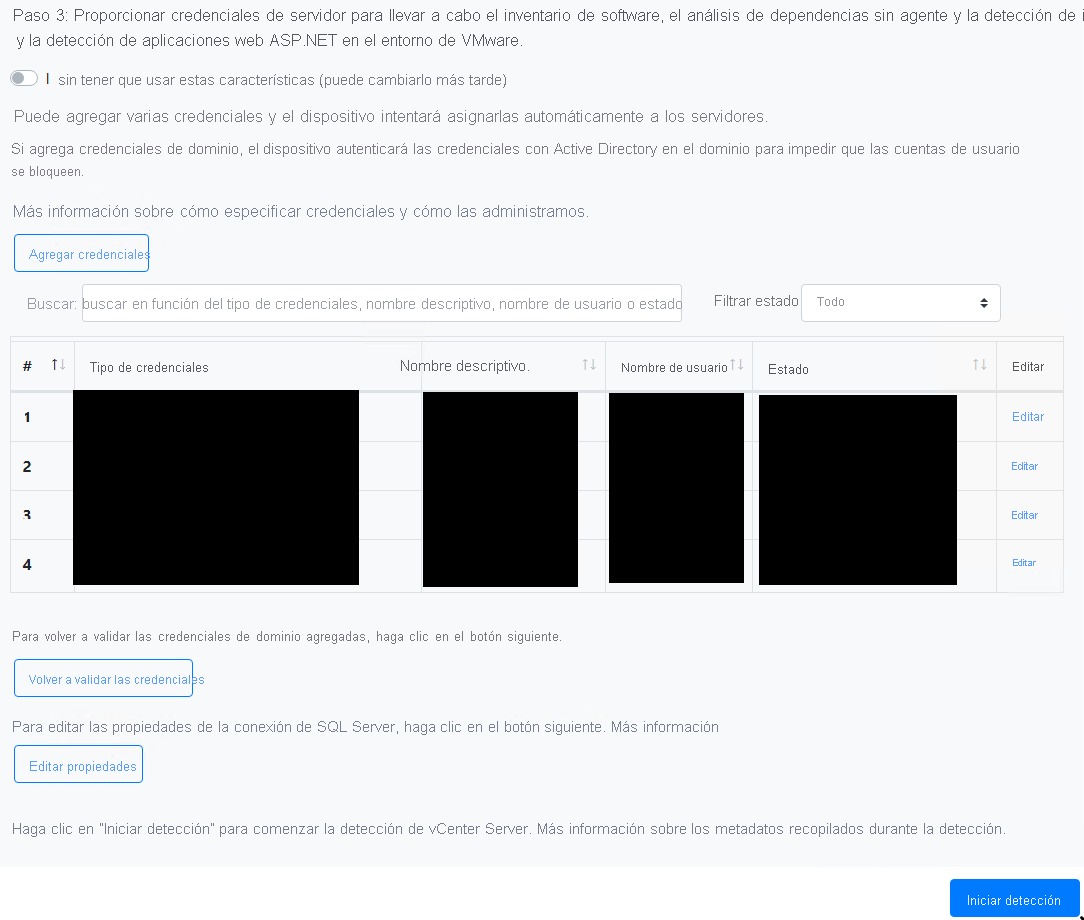 Paso 3: Proporcionar credenciales de servidor para llevar a cabo el inventario de software, el análisis de dependencias sin agente y la detección de
y la detección de aplicaciones web ASP.NET en el entorno de VMware.
I sin tener que usar estas características (puede cambiarlo más tarde)
Puede agregar varias credenciales y el dispositivo intentará asignarlas automáticamente a los servidores.
Si agrega credenciales de dominio, el dispositivo autenticará las credenciales con Active Directory en el dominio para impedir que las cuentas de usuario
se bloqueen.
Más información sobre cómo especificar credenciales y cómo las administramos.
Agregar credenciales
Buscar: buscar en función del tipo de credenciales, nombre descriptivo, nombre de usuario o estado Filtrar estado Todo
# Tipo de credenciales Nombre descriptivo. Nombre de usuario Estado Editar
1 Editar
2 Editar
3 Editar
4 Editar
Para volver a validar las credenciales de dominio agregadas, haga clic en el botón siguiente.
Volver a validar las credenciales
Para editar las propiedades de la conexión de SQL Server, haga clic en el botón siguiente. Más información
Editar propiedades
Haga clic en "Iniciar detección" para comenzar la detección de vCenter Server. Más información sobre los metadatos recopilados durante la detección.
Iniciar detección